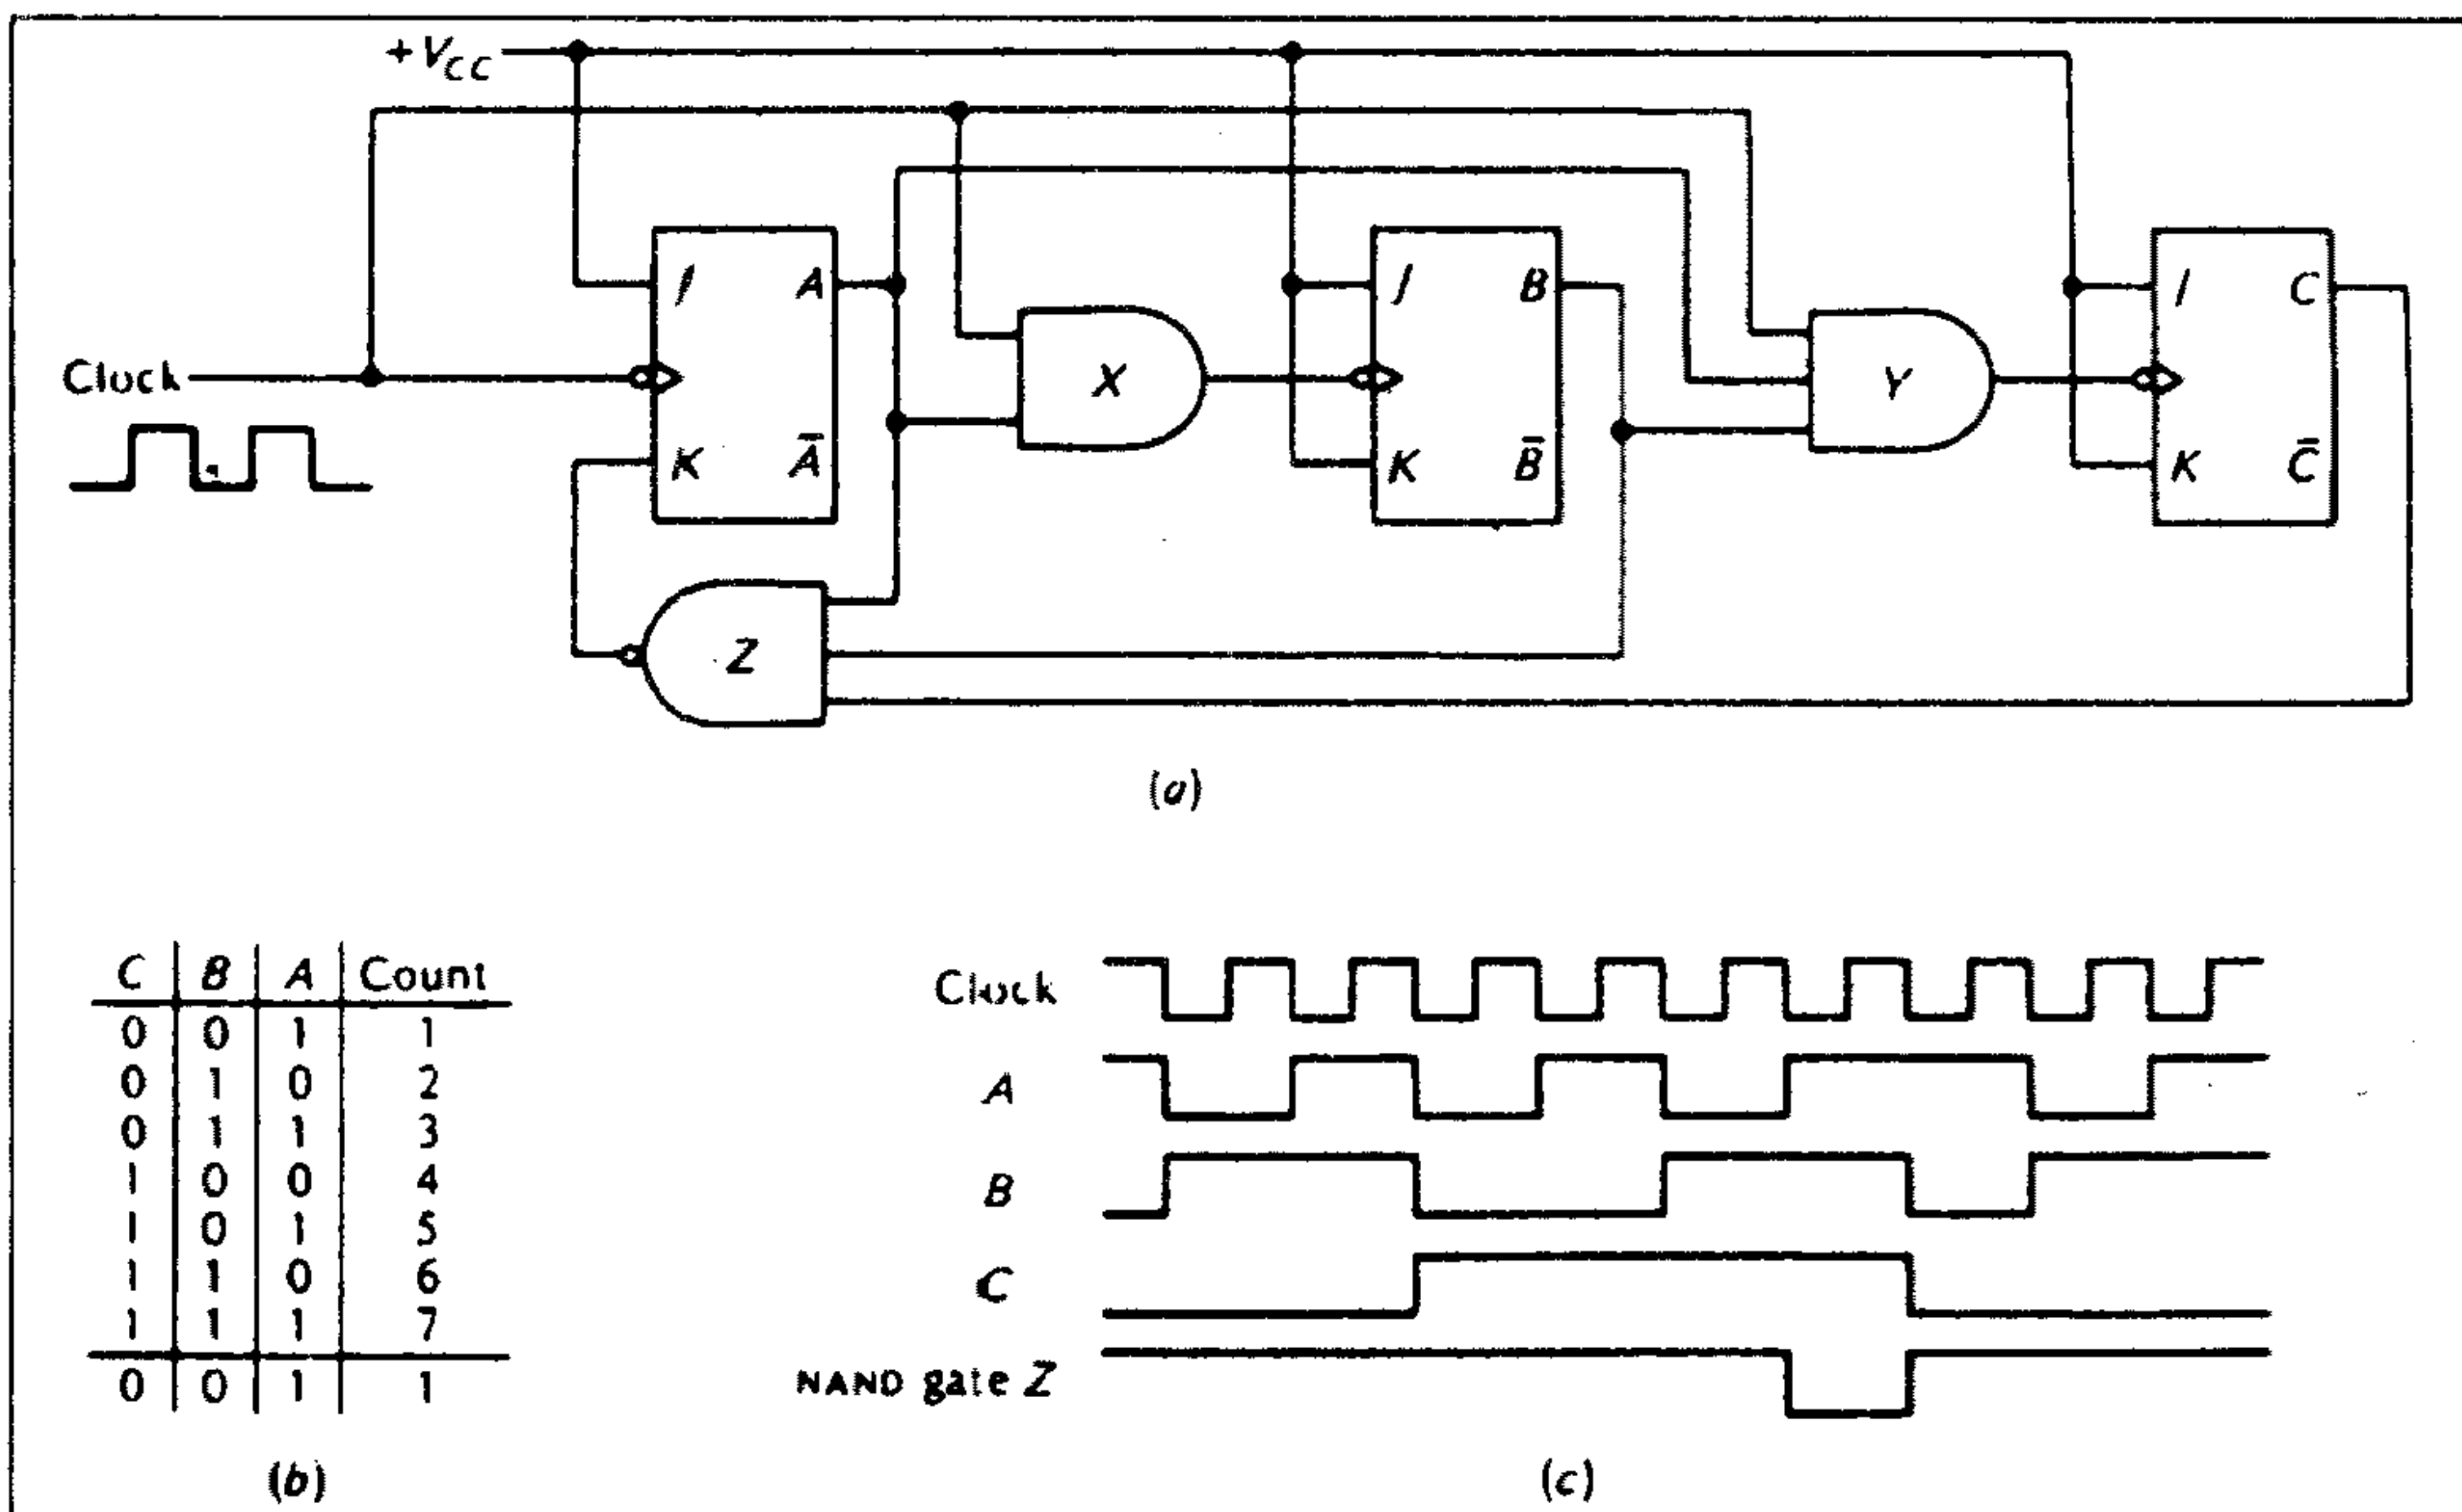 +V_CC
J A
J B
I C
Clock
X
Y
K Ā
K B̄
K C̄
Z
(a)
C B A Count
0 0 1 1
0 1 0 2
0 1 1 3
1 0 0 4
1 0 1 5
1 1 0 6
1 1 1 7
0 0 1 1
(b)
Clock
A
B
C
NAND gate Z
(c)